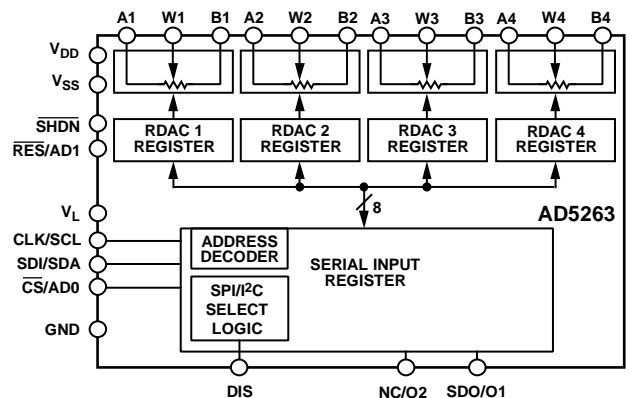 A1 W1 B1 A2 W2 B2 A3 W3 B3 A4 W4 B4
VDD
VSS
SHDN
RES/AD1
RDAC 1
REGISTER
RDAC 2
REGISTER
RDAC 3
REGISTER
RDAC 4
REGISTER
8
AD5263
VL
CLK/SCL
SDI/SDA
CS/AD0
GND
ADDRESS
DECODER
SERIAL INPUT
REGISTER
SPI/I²C
SELECT
LOGIC
DIS
NC/O2
SDO/O1